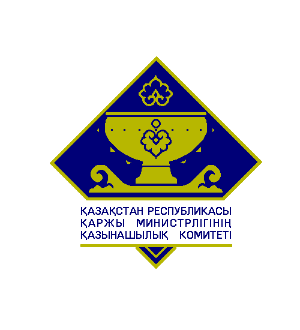 ҚАЗАҚСТАН РЕСПУБЛИКАСЫ
ҚАРЖЫ МИНИСТРЛІГІНІҢ
ҚАЗЫНАШЫЛЫҚ КОМИТЕТІ